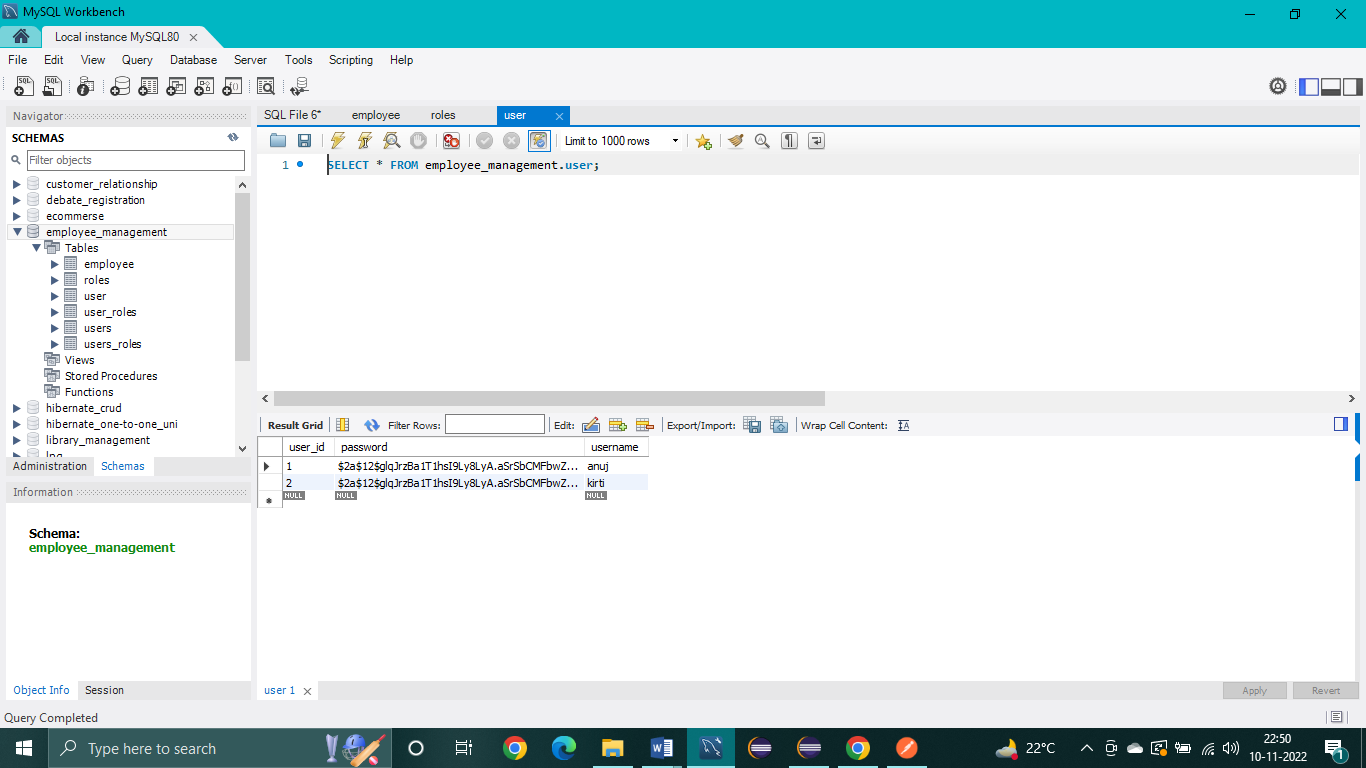 MySQL Workbench
Local instance MySQL80
File Edit View Query Database Server Tools Scripting Help
Navigator
SCHEMAS
Filter objects
customer_relationship
debate_registration
ecommerse
employee_management
Tables
employee
roles
user
user_roles
users
users_roles
Views
Stored Procedures
Functions
hibernate_crud
hibernate_one-to-one_uni
library_management
Administration Schemas
Information
Schema:
employee_management
Object Info Session
Query Completed
SQL File 6* employee roles user
Limit to 1000 rows
1 SELECT * FROM employee_management.user;
Result Grid Filter Rows: Edit: Export/Import: Wrap Cell Content:
user_id password username
1 $2a$12$glqJrzBa1T1hsI9Ly8LyA.aSrSbCMFbwZ... anuj
2 $2a$12$glqJrzBa1T1hsI9Ly8LyA.aSrSbCMFbwZ... kirti
NULL NULL NULL
user 1
Apply Revert
Type here to search
22°C
22:50
10-11-2022
1